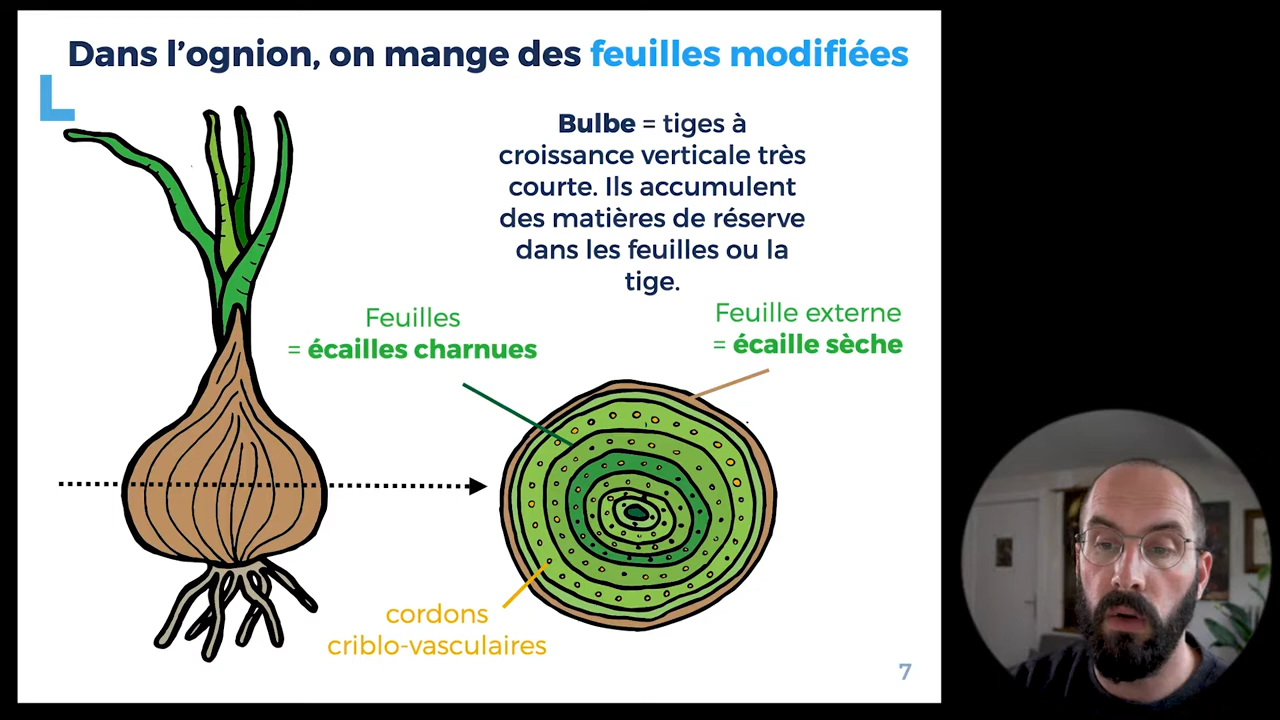 Dans l'ognion, on mange des feuilles modifiées
Bulbe = tiges à
croissance verticale très
courte. Ils accumulent
des matières de réserve
dans les feuilles ou la
tige.
Feuilles
= écailles charnues
Feuille externe
= écaille sèche
cordons
criblo-vasculaires
7